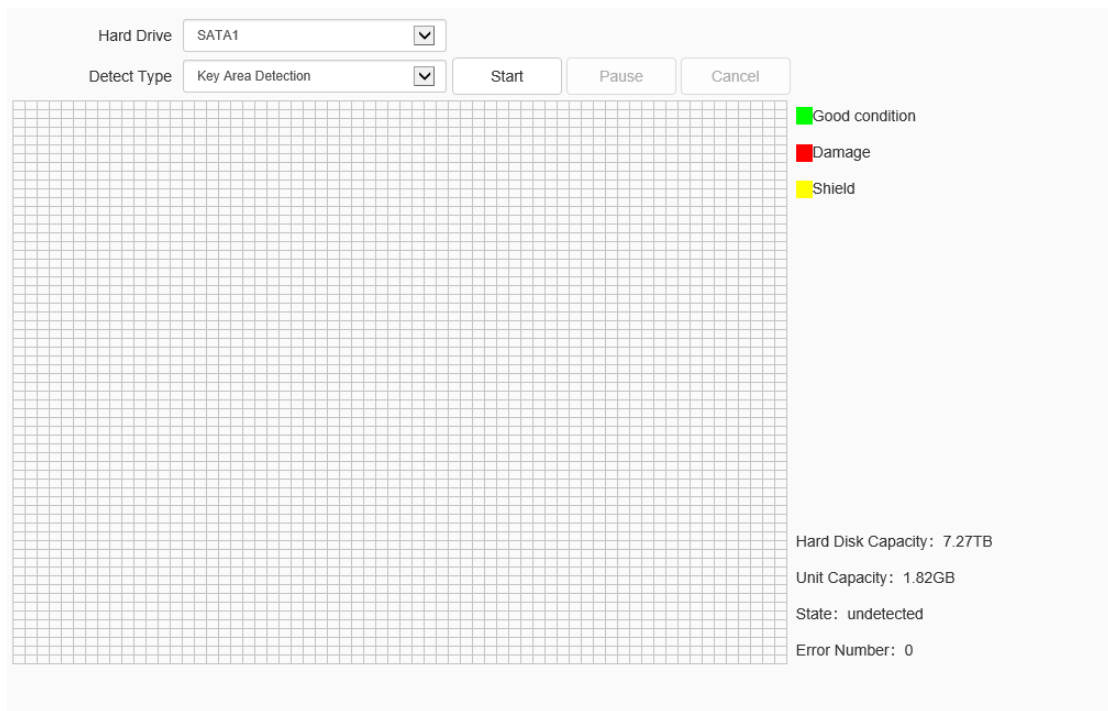 Hard Drive SATA1
Detect Type Key Area Detection Start Pause Cancel
Good condition
Damage
Shield
Hard Disk Capacity：7.27TB
Unit Capacity：1.82GB
State：undetected
Error Number：0